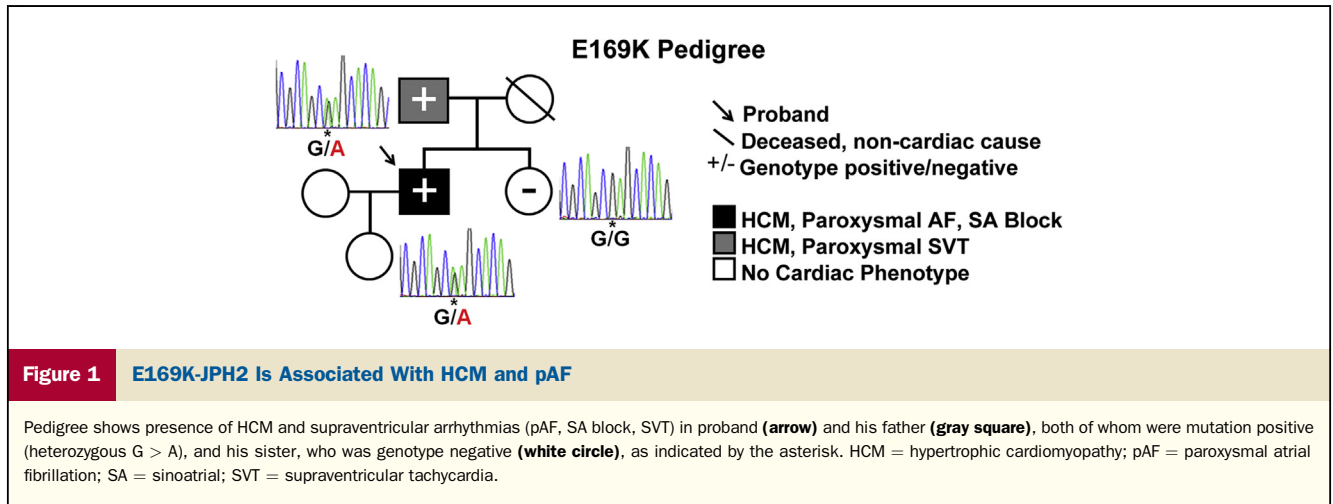 E169K Pedigree
+
*
G/A
Proband
Deceased, non-cardiac cause
+/- Genotype positive/negative
+
-
*
G/G
HCM, Paroxysmal AF, SA Block
HCM, Paroxysmal SVT
No Cardiac Phenotype
*
G/A
Figure 1 E169K-JPH2 Is Associated With HCM and pAF
Pedigree shows presence of HCM and supraventricular arrhythmias (pAF, SA block, SVT) in proband (arrow) and his father (gray square), both of whom were mutation positive
(heterozygous G > A), and his sister, who was genotype negative (white circle), as indicated by the asterisk. HCM = hypertrophic cardiomyopathy; pAF = paroxysmal atrial
fibrillation; SA = sinoatrial; SVT = supraventricular tachycardia.